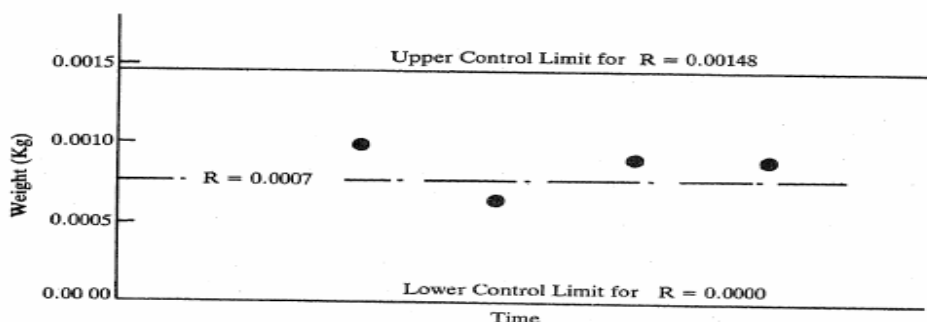 Upper Control Limit for R = 0.00148
0.0015
0.0010
R = 0.0007
0.0005
0.00 00
Lower Control Limit for R = 0.0000
Time
Weight (Kg)